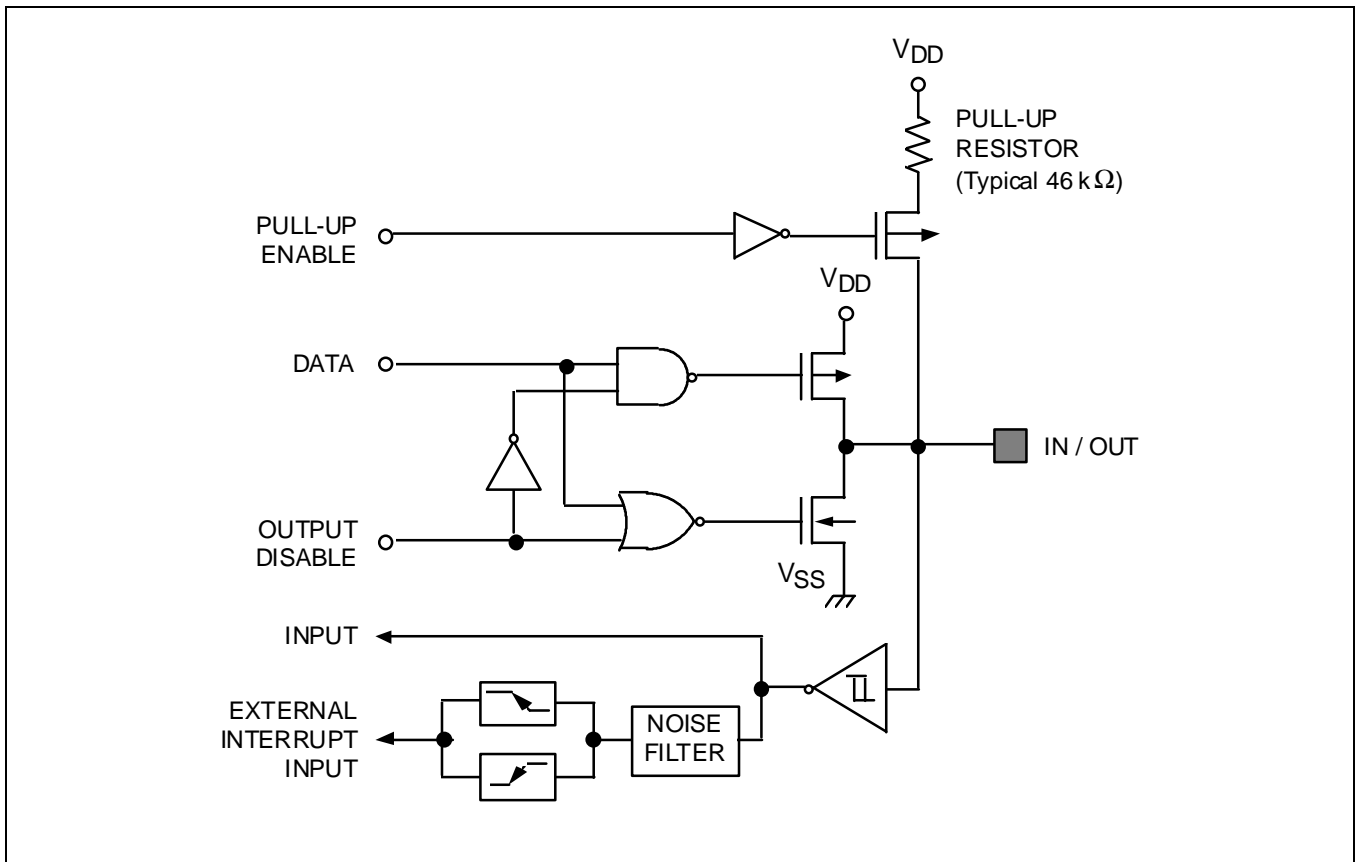 VDD
PULL-UP
RESISTOR
(Typical 46 kΩ)
PULL-UP
ENABLE
VDD
DATA
IN / OUT
OUTPUT
DISABLE
VSS
INPUT
EXTERNAL
INTERRUPT
INPUT
NOISE
FILTER